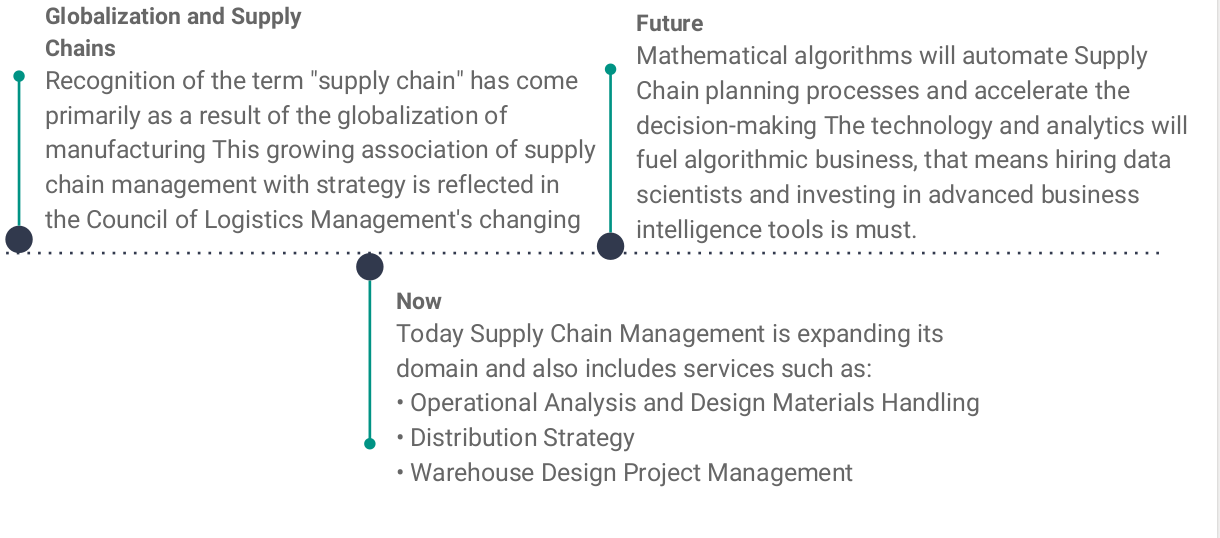 Globalization and Supply
Chains
Recognition of the term "supply chain" has come
primarily as a result of the globalization of
manufacturing This growing association of supply
chain management with strategy is reflected in
the Council of Logistics Management's changing
Future
Mathematical algorithms will automate Supply
Chain planning processes and accelerate the
decision-making The technology and analytics will
fuel algorithmic business, that means hiring data
scientists and investing in advanced business
intelligence tools is must.
Now
Today Supply Chain Management is expanding its
domain and also includes services such as:
• Operational Analysis and Design Materials Handling
• Distribution Strategy
• Warehouse Design Project Management